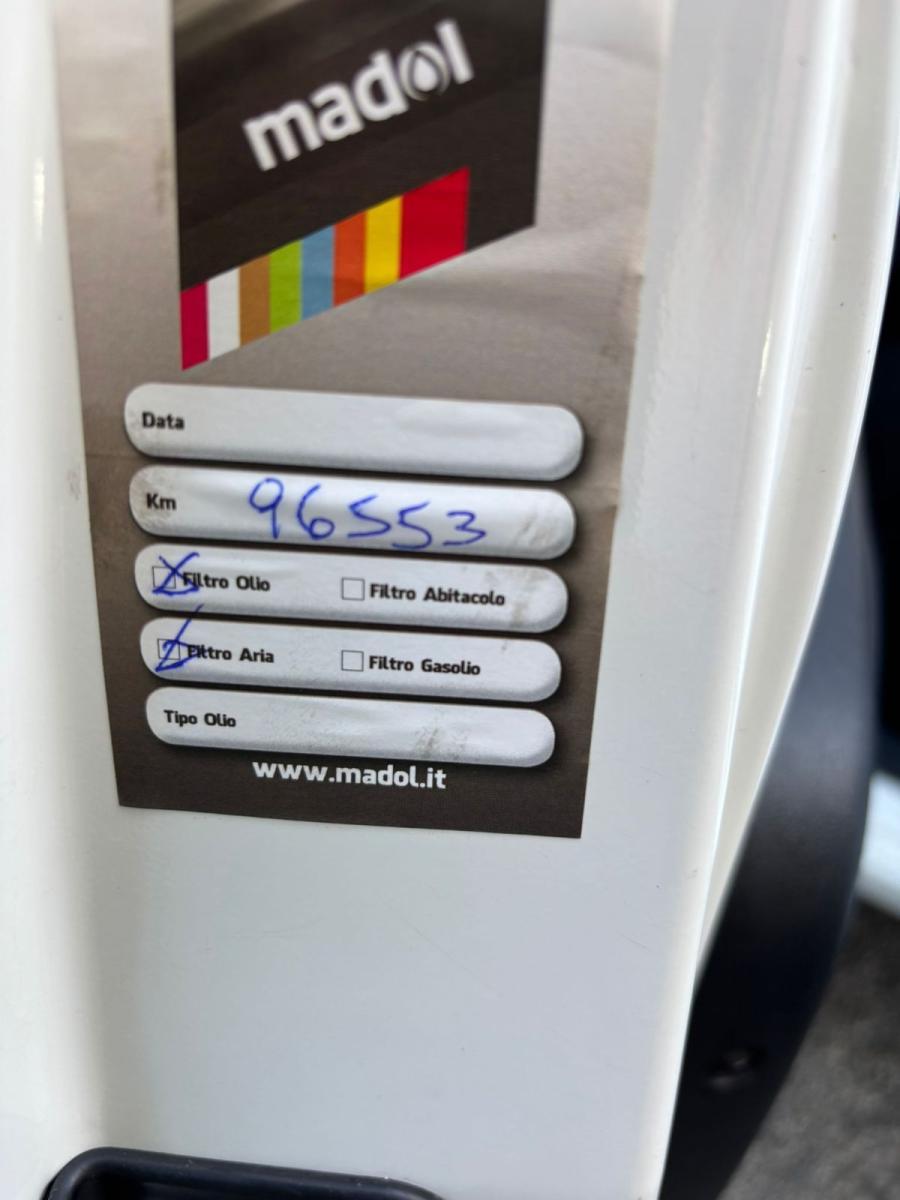 madol
Data
Km 96553
Filtro Olio Filtro Abitacolo
Filtro Aria Filtro Gasolio
Tipo Olio
www.madol.it